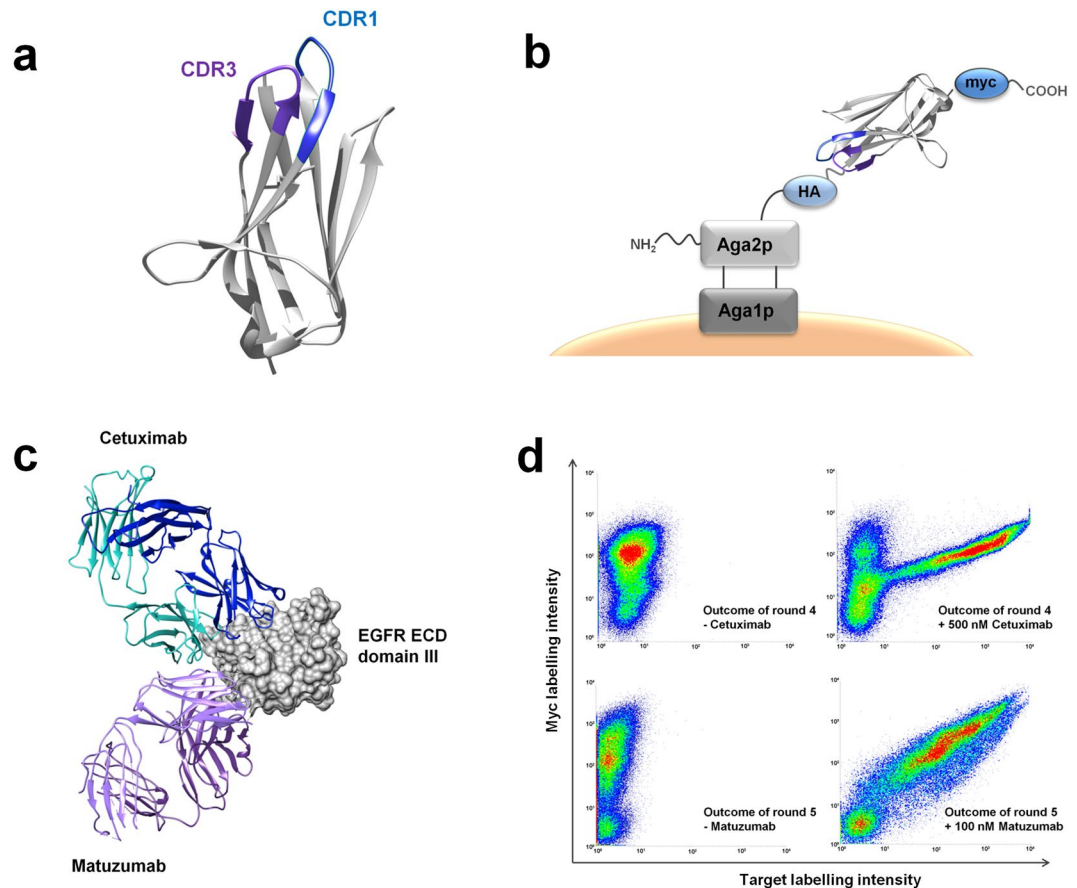 a
CDR1
CDR3
b
myc
COOH
HA
NH2
Aga2p
Aga1p
c
Cetuximab
EGFR ECD
domain III
Matuzumab
d
Myc labelling intensity
Outcome of round 4
- Cetuximab
Outcome of round 4
+ 500 nM Cetuximab
Outcome of round 5
- Matuzumab
Outcome of round 5
+ 100 nM Matuzumab
Target labelling intensity